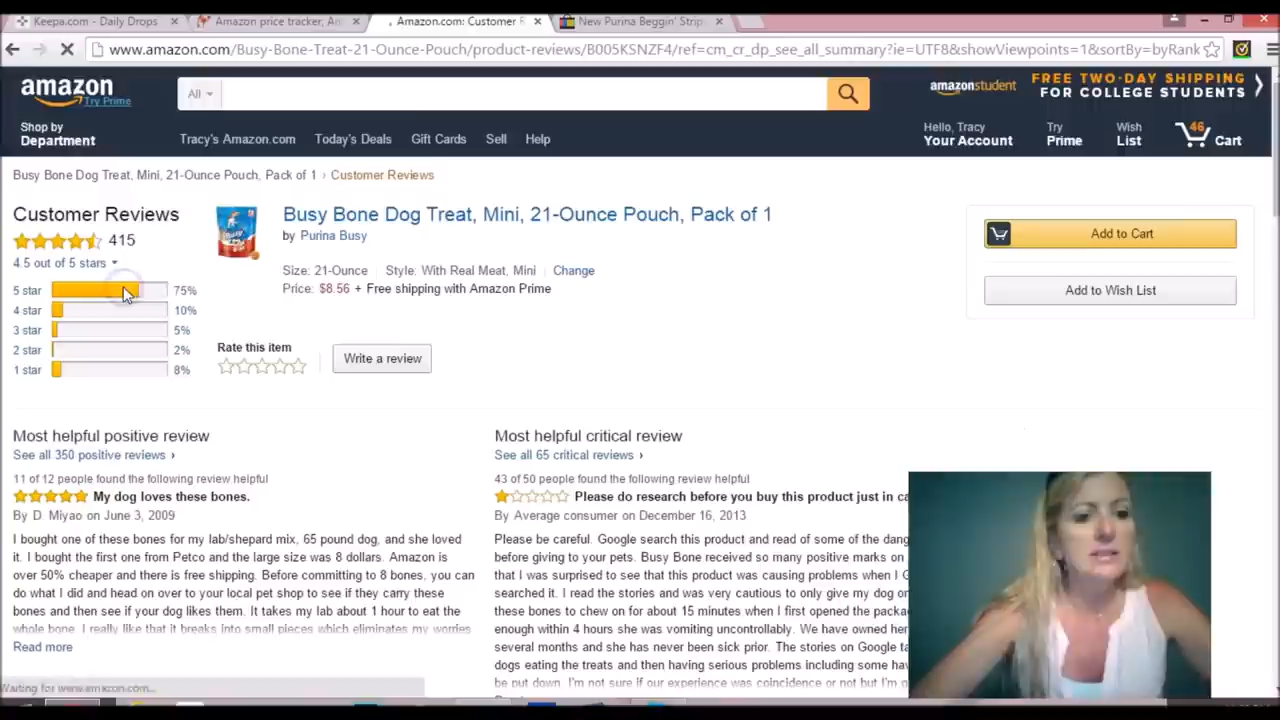 Keepa.com - Daily Drops
Amazon price tracker, An
Amazon.com: Customer R
New Purina Beggin' Strip
www.amazon.com/Busy-Bone-Treat-21-Ounce-Pouch/product-reviews/B005KSNZF4/ref=cm_cr_dp_see_all_summary?ie=UTF8&showViewpoints=1&sortBy=byRank
amazon
Try Prime
All
amazonstudent
FREE TWO-DAY SHIPPING
FOR COLLEGE STUDENTS
Shop by
Department
Tracy's Amazon.com
Today's Deals
Gift Cards
Sell
Help
Hello, Tracy
Your Account
Try
Prime
Wish
List
46
Cart
Busy Bone Dog Treat, Mini, 21-Ounce Pouch, Pack of 1 › Customer Reviews
Customer Reviews
415
4.5 out of 5 stars
5 star 75%
4 star 10%
3 star 5%
2 star 2%
1 star 8%
Busy Bone Dog Treat, Mini, 21-Ounce Pouch, Pack of 1
by Purina Busy
Size: 21-Ounce Style: With Real Meat, Mini Change
Price: $8.56 + Free shipping with Amazon Prime
Rate this item
Write a review
Add to Cart
Add to Wish List
Most helpful positive review
See all 350 positive reviews ›
11 of 12 people found the following review helpful
My dog loves these bones.
By D. Miyao on June 3, 2009
I bought one of these bones for my lab/shepard mix, 65 pound dog, and she loved
it. I bought the first one from Petco and the large size was 8 dollars. Amazon is
over 50% cheaper and there is free shipping. Before committing to 8 bones, you can
do what I did and head on over to your local pet shop to see if they carry these
bones and then see if your dog likes them. It takes my lab about 1 hour to eat the
whole bone. I really like that it breaks into small pieces which eliminates my worries
Read more
Most helpful critical review
See all 65 critical reviews ›
43 of 50 people found the following review helpful
Please do research before you buy this product just in ca
By Average consumer on December 16, 2013
Please be careful. Google search this product and read of some of the dang
before giving to your pets. Busy Bone received so many positive marks on
that I was surprised to see that this product was causing problems when I G
searched it. I read the stories and was very cautious to only give my dog on
these bones to chew on for about 15 minutes when I first opened the packa
enough within 4 hours she was vomiting uncontrollably. We have owned her
several months and she has never been sick prior. The stories on Google ta
dogs eating the treats and then having serious problems including some hav
be put down. I'm not sure if our experience was coincidence or not but I'm
Waiting for www.amazon.com...